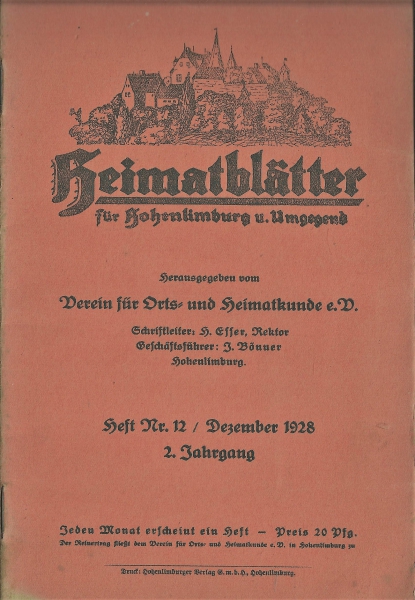 Heimatblätter
für Hohenlimburg u. Umgegend
Herausgegeben vom
Verein für Orts- und Heimatkunde e.V.
Schriftleiter: H. Esser, Rektor
Geschäftsführer: J. Bönner
Hohenlimburg.
Heft Nr. 12 / Dezember 1928
2. Jahrgang
Jeden Monat erscheint ein Heft — Preis 20 Pfg.
Der Reinertrag fließt dem Verein für Orts- und Heimatkunde e. V. in Hohenlimburg zu
Druck: Hohenlimburger Verlag G. m. b. H., Hohenlimburg.